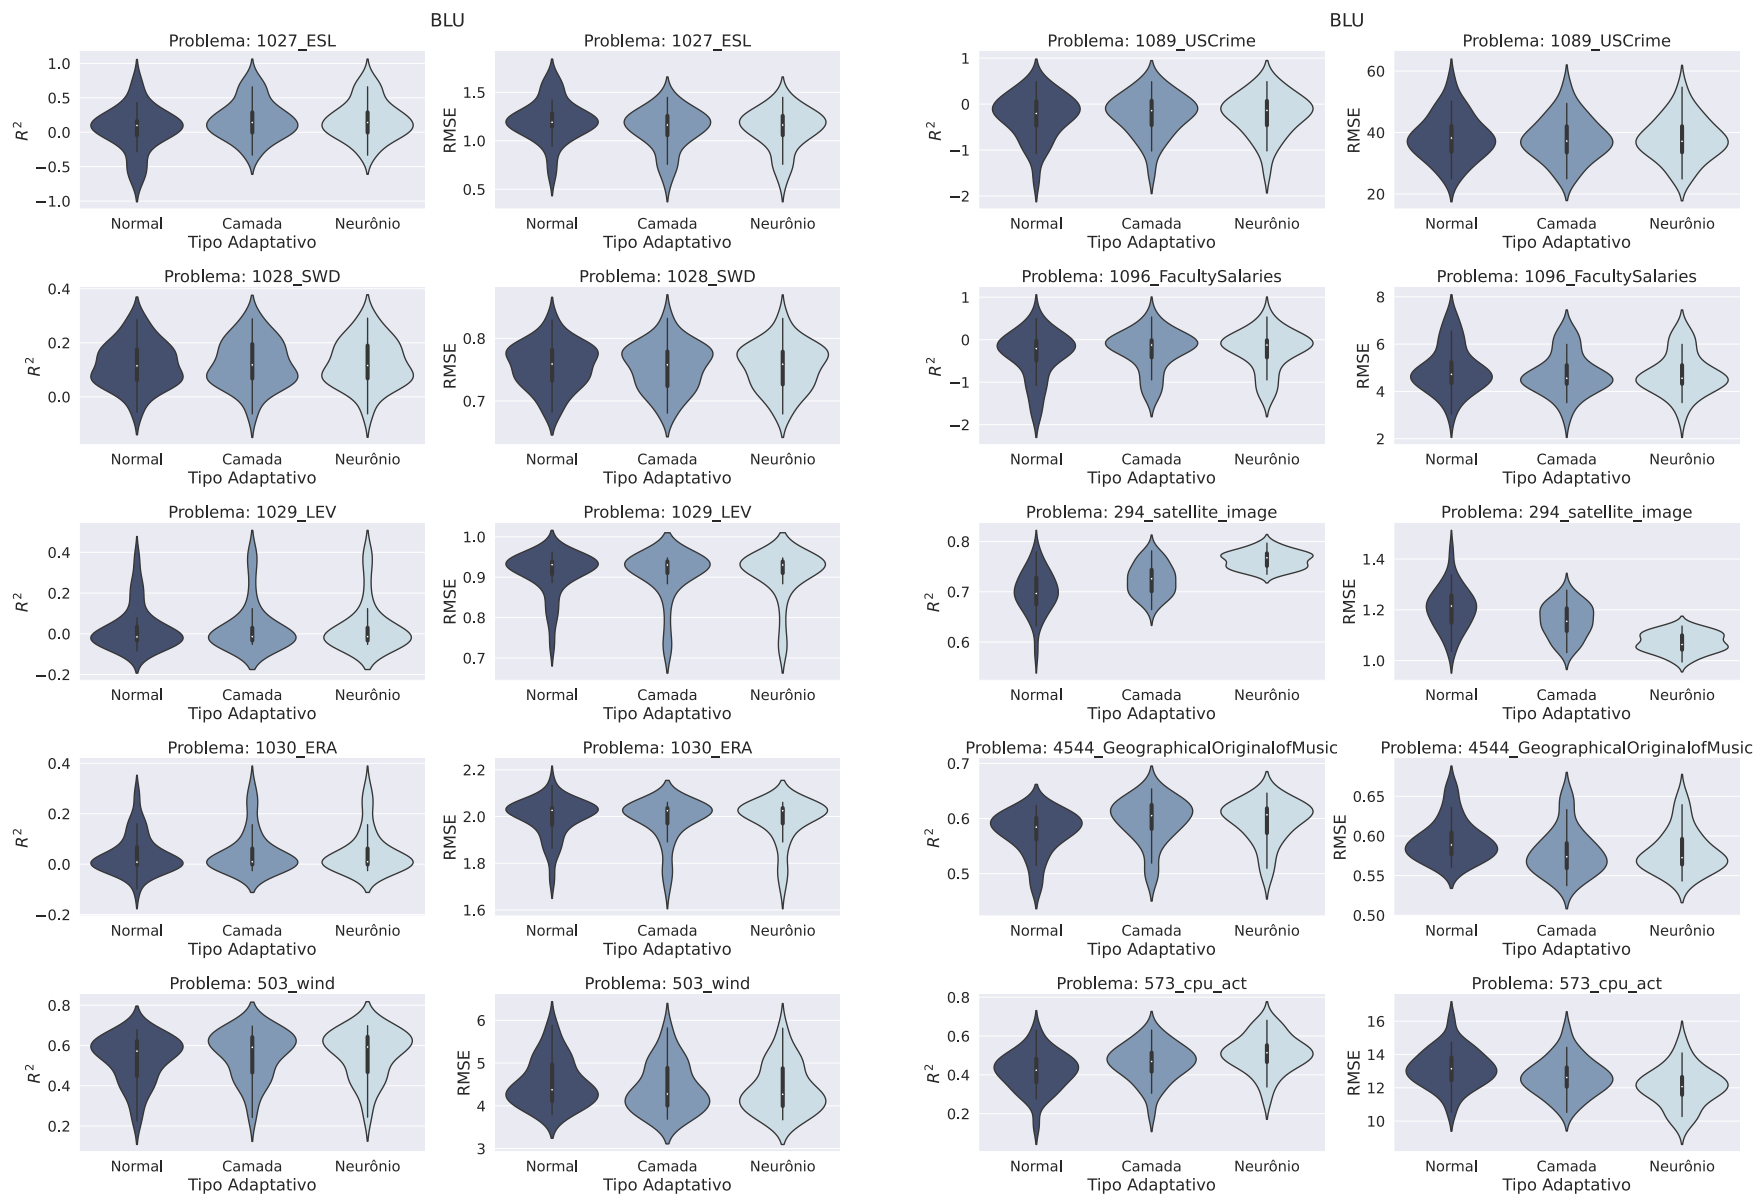 BLU
Problema: 1027_ESL
R²
1.0
0.5
0.0
−0.5
−1.0
Normal Camada Neurônio
Tipo Adaptativo
Problema: 1027_ESL
RMSE
1.5
1.0
0.5
Normal Camada Neurônio
Tipo Adaptativo
Problema: 1028_SWD
R²
0.4
0.2
0.0
Normal Camada Neurônio
Tipo Adaptativo
Problema: 1028_SWD
RMSE
0.8
0.7
Normal Camada Neurônio
Tipo Adaptativo
Problema: 1029_LEV
R²
0.4
0.2
0.0
−0.2
Normal Camada Neurônio
Tipo Adaptativo
Problema: 1029_LEV
RMSE
1.0
0.9
0.8
0.7
Normal Camada Neurônio
Tipo Adaptativo
Problema: 1030_ERA
R²
0.4
0.2
0.0
−0.2
Normal Camada Neurônio
Tipo Adaptativo
Problema: 1030_ERA
RMSE
2.2
2.0
1.8
1.6
Normal Camada Neurônio
Tipo Adaptativo
Problema: 503_wind
R²
0.8
0.6
0.4
0.2
Normal Camada Neurônio
Tipo Adaptativo
Problema: 503_wind
RMSE
6
5
4
3
Normal Camada Neurônio
Tipo Adaptativo
BLU
Problema: 1089_USCrime
R²
1
0
−1
−2
Normal Camada Neurônio
Tipo Adaptativo
Problema: 1089_USCrime
RMSE
60
40
20
Normal Camada Neurônio
Tipo Adaptativo
Problema: 1096_FacultySalaries
R²
1
0
−1
−2
Normal Camada Neurônio
Tipo Adaptativo
Problema: 1096_FacultySalaries
RMSE
8
6
4
2
Normal Camada Neurônio
Tipo Adaptativo
Problema: 294_satellite_image
R²
0.8
0.7
0.6
Normal Camada Neurônio
Tipo Adaptativo
Problema: 294_satellite_image
RMSE
1.4
1.2
1.0
Normal Camada Neurônio
Tipo Adaptativo
Problema: 4544_GeographicalOriginalofMusic
R²
0.7
0.6
0.5
Normal Camada Neurônio
Tipo Adaptativo
Problema: 4544_GeographicalOriginalofMusic
RMSE
0.65
0.60
0.55
0.50
Normal Camada Neurônio
Tipo Adaptativo
Problema: 573_cpu_act
R²
0.8
0.6
0.4
0.2
Normal Camada Neurônio
Tipo Adaptativo
Problema: 573_cpu_act
RMSE
16
14
12
10
Normal Camada Neurônio
Tipo Adaptativo